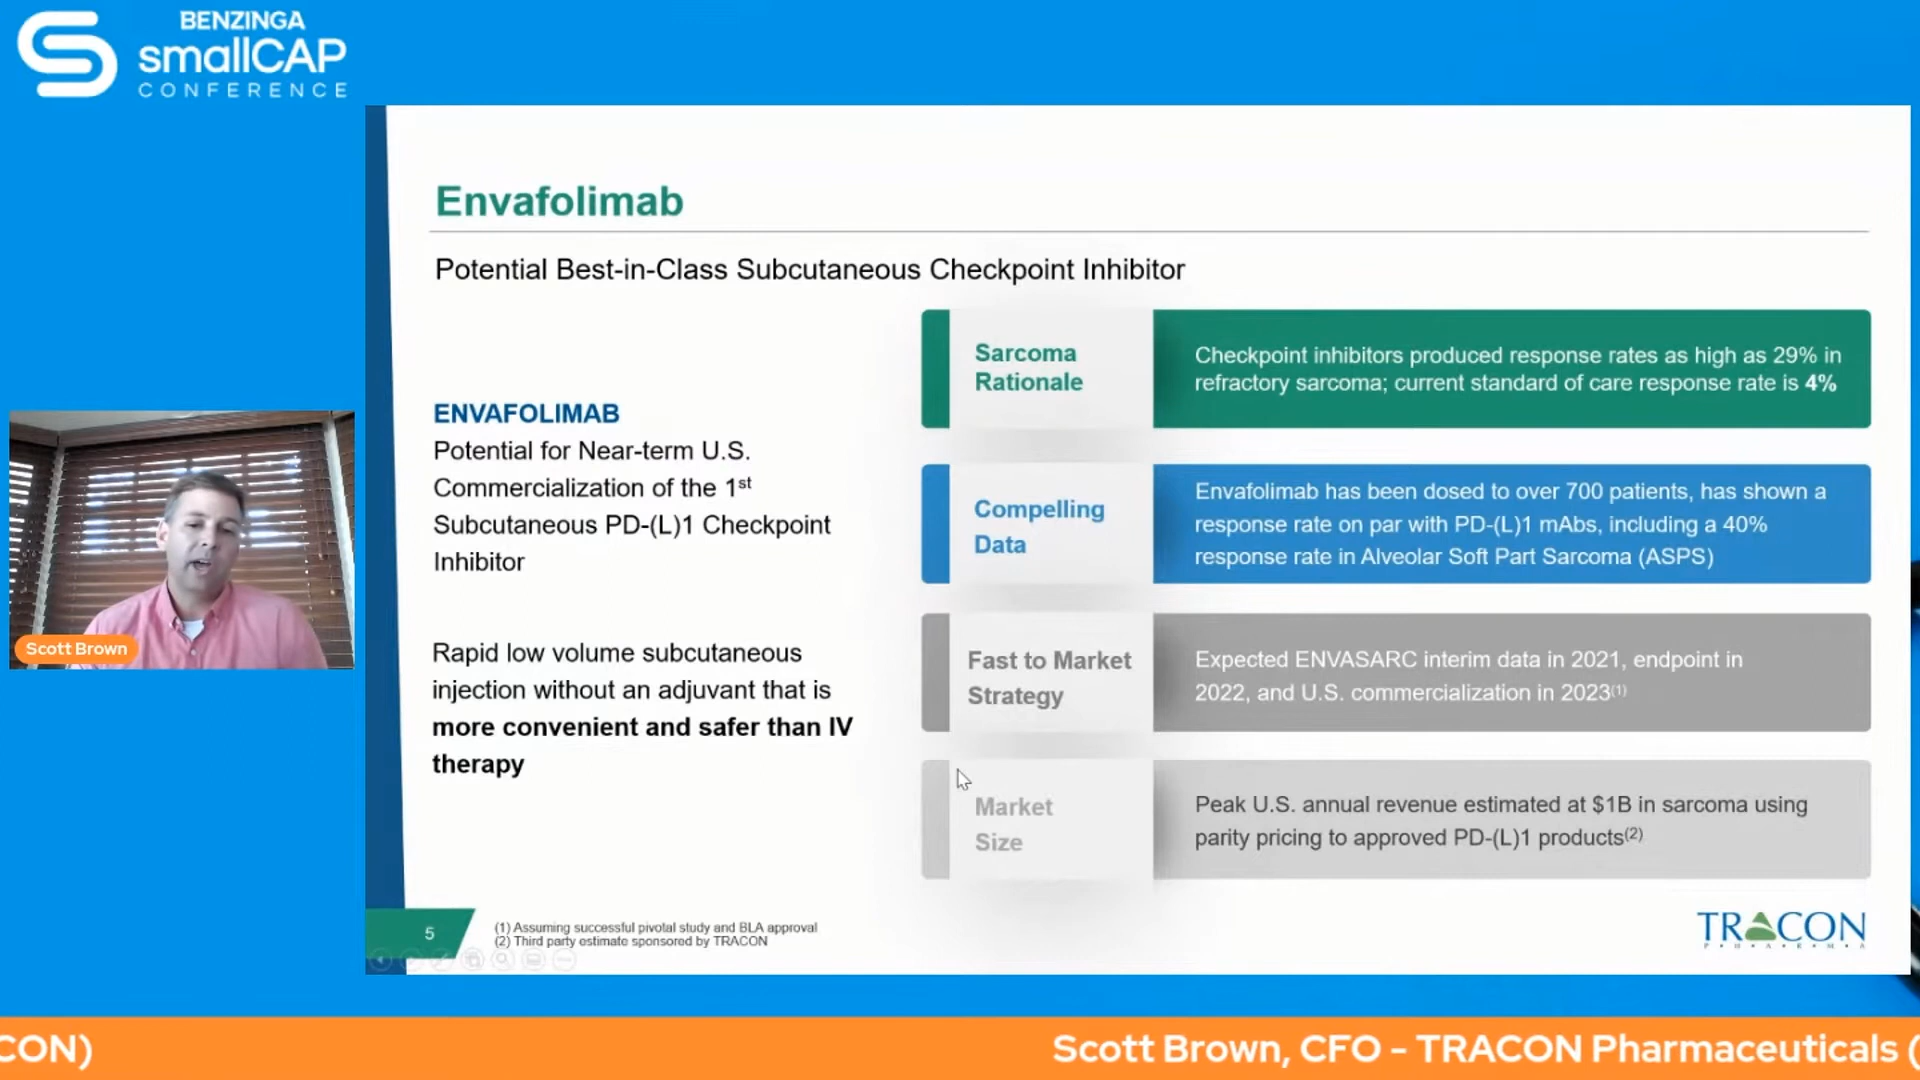 BENZINGA
smallCAP
CONFERENCE
Envafolimab
Potential Best-in-Class Subcutaneous Checkpoint Inhibitor
ENVAFOLIMAB
Potential for Near-term U.S.
Commercialization of the 1st
Subcutaneous PD-(L)1 Checkpoint
Inhibitor
Rapid low volume subcutaneous
injection without an adjuvant that is
more convenient and safer than IV
therapy
Sarcoma
Rationale
Checkpoint inhibitors produced response rates as high as 29% in
refractory sarcoma; current standard of care response rate is 4%
Compelling
Data
Envafolimab has been dosed to over 700 patients, has shown a
response rate on par with PD-(L)1 mAbs, including a 40%
response rate in Alveolar Soft Part Sarcoma (ASPS)
Fast to Market
Strategy
Expected ENVASARC interim data in 2021, endpoint in
2022, and U.S. commercialization in 2023(1)
Market
Size
Peak U.S. annual revenue estimated at $1B in sarcoma using
parity pricing to approved PD-(L)1 products(2)
5
(1) Assuming successful pivotal study and BLA approval
(2) Third party estimate sponsored by TRACON
TRACON
P•H•A•R•M•A
Scott Brown
CON)
Scott Brown, CFO - TRACON Pharmaceuticals (